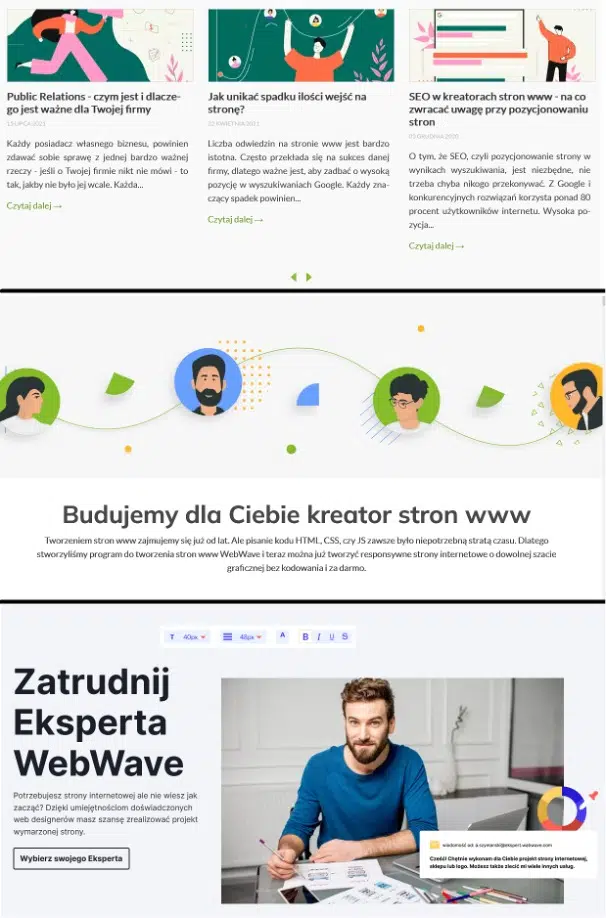 Public Relations - czym jest i dlacze-
go jest ważne dla Twojej firmy
13 LIPCA 2021
Każdy posiadacz własnego biznesu, powinien
zdawać sobie sprawę z jednej bardzo ważnej
rzeczy - jeśli o Twojej firmie nikt nie mówi - to
tak, jakby nie było jej wcale. Każda...
Czytaj dalej →
Jak unikać spadku ilości wejść na
stronę?
22 KWIETNIA 2021
Liczba odwiedzin na stronie www jest bardzo
istotna. Często przekłada się na sukces danej
firmy, dlatego ważne jest, aby zadbać o wysoką
pozycję w wyszukiwaniach Google. Każdy zna-
czący spadek powinien...
Czytaj dalej →
SEO w kreatorach stron www - na co
zwracać uwagę przy pozycjonowaniu
stron
05 GRUDNIA 2020
O tym, że SEO, czyli pozycjonowanie strony w
wynikach wyszukiwania, jest niezbędne, nie
trzeba chyba nikogo przekonywać. Z Google i
konkurencyjnych rozwiązań korzysta ponad 80
procent użytkowników internetu. Wysoka po-
zycja...
Czytaj dalej →
Budujemy dla Ciebie kreator stron www
Tworzeniem stron www zajmujemy się już od lat. Ale pisanie kodu HTML, CSS, czy JS zawsze było niepotrzebną stratą czasu. Dlatego
stworzyliśmy program do tworzenia stron www WebWave i teraz można już tworzyć responsywne strony internetowe o dowolnej szacie
graficznej bez kodowania i za darmo.
T 40px 48px A B I U S
Zatrudnij
Eksperta
WebWave
Potrzebujesz strony internetowej ale nie wiesz jak
zacząć? Dzięki umiejętnościom doświadczonych
web designerów masz szansę zrealizować projekt
wymarzonej strony.
Wybierz swojego Eksperta
wiadomość od: a.szymanski@ekspert.webwave.com
Cześć! Chętnie wykonam dla Ciebie projekt strony internetowej,
sklepu lub logo. Możesz także zlecić mi wiele innych usług.